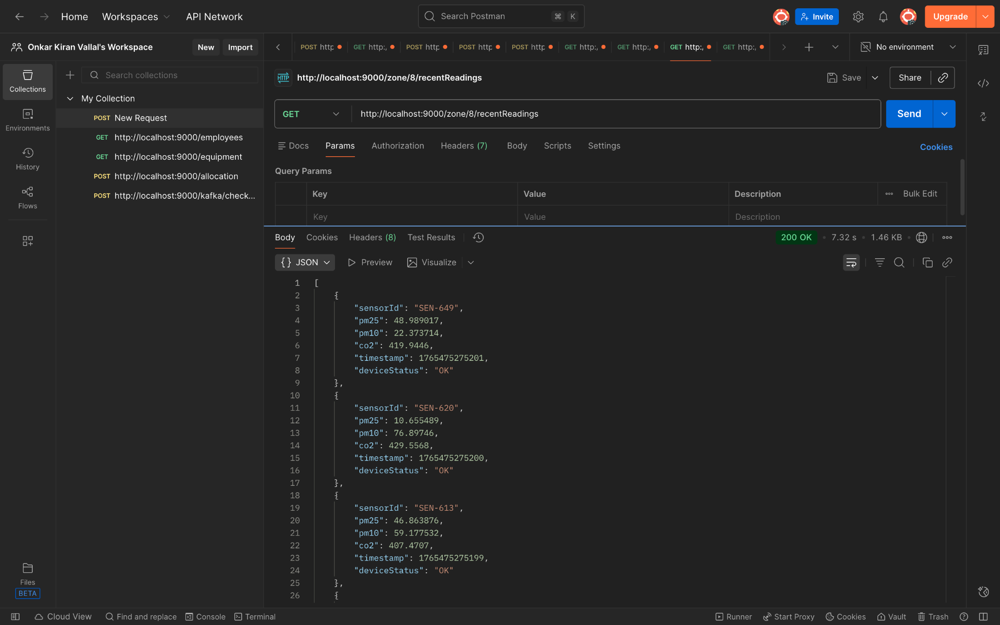 Home Workspaces API Network Search Postman ⌘ K Invite Upgrade
Onkar Kiran Vallal's Workspace New Import
POST http GET http:, POST http POST http POST http GET http:, GET http:, GET http:, GET http:, No environment
Collections
Environments
History
Flows
Files
BETA
Search collections
My Collection
POST New Request
GET http://localhost:9000/employees
GET http://localhost:9000/equipment
POST http://localhost:9000/allocation
POST http://localhost:9000/kafka/check...
HTTP http://localhost:9000/zone/8/recentReadings Save Share
GET http://localhost:9000/zone/8/recentReadings Send
Docs Params Authorization Headers (7) Body Scripts Settings Cookies
Query Params
Key Value Description Bulk Edit
Key Value Description
Body Cookies Headers (8) Test Results 200 OK 7.32 s 1.46 KB
{} JSON Preview Visualize
1 [
2 {
3 "sensorId": "SEN-649",
4 "pm25": 48.989017,
5 "pm10": 22.373714,
6 "co2": 419.9446,
7 "timestamp": 1765475275201,
8 "deviceStatus": "OK"
9 },
10 {
11 "sensorId": "SEN-620",
12 "pm25": 10.655489,
13 "pm10": 76.89746,
14 "co2": 429.5568,
15 "timestamp": 1765475275200,
16 "deviceStatus": "OK"
17 },
18 {
19 "sensorId": "SEN-613",
20 "pm25": 46.863876,
21 "pm10": 59.177532,
22 "co2": 407.4707,
23 "timestamp": 1765475275199,
24 "deviceStatus": "OK"
25 },
26 {
Cloud View Find and replace Console Terminal Runner Start Proxy Cookies Vault Trash